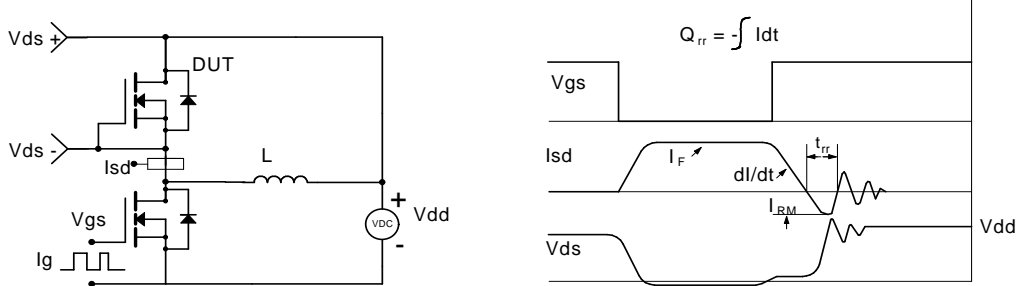 Vds +
DUT
Vds -
Isd
L
Vgs
Ig
+
VDC
-
Vdd
Q rr = - ∫ Idt
Vgs
Isd
I F
dI/dt
t rr
I RM
Vds
Vdd